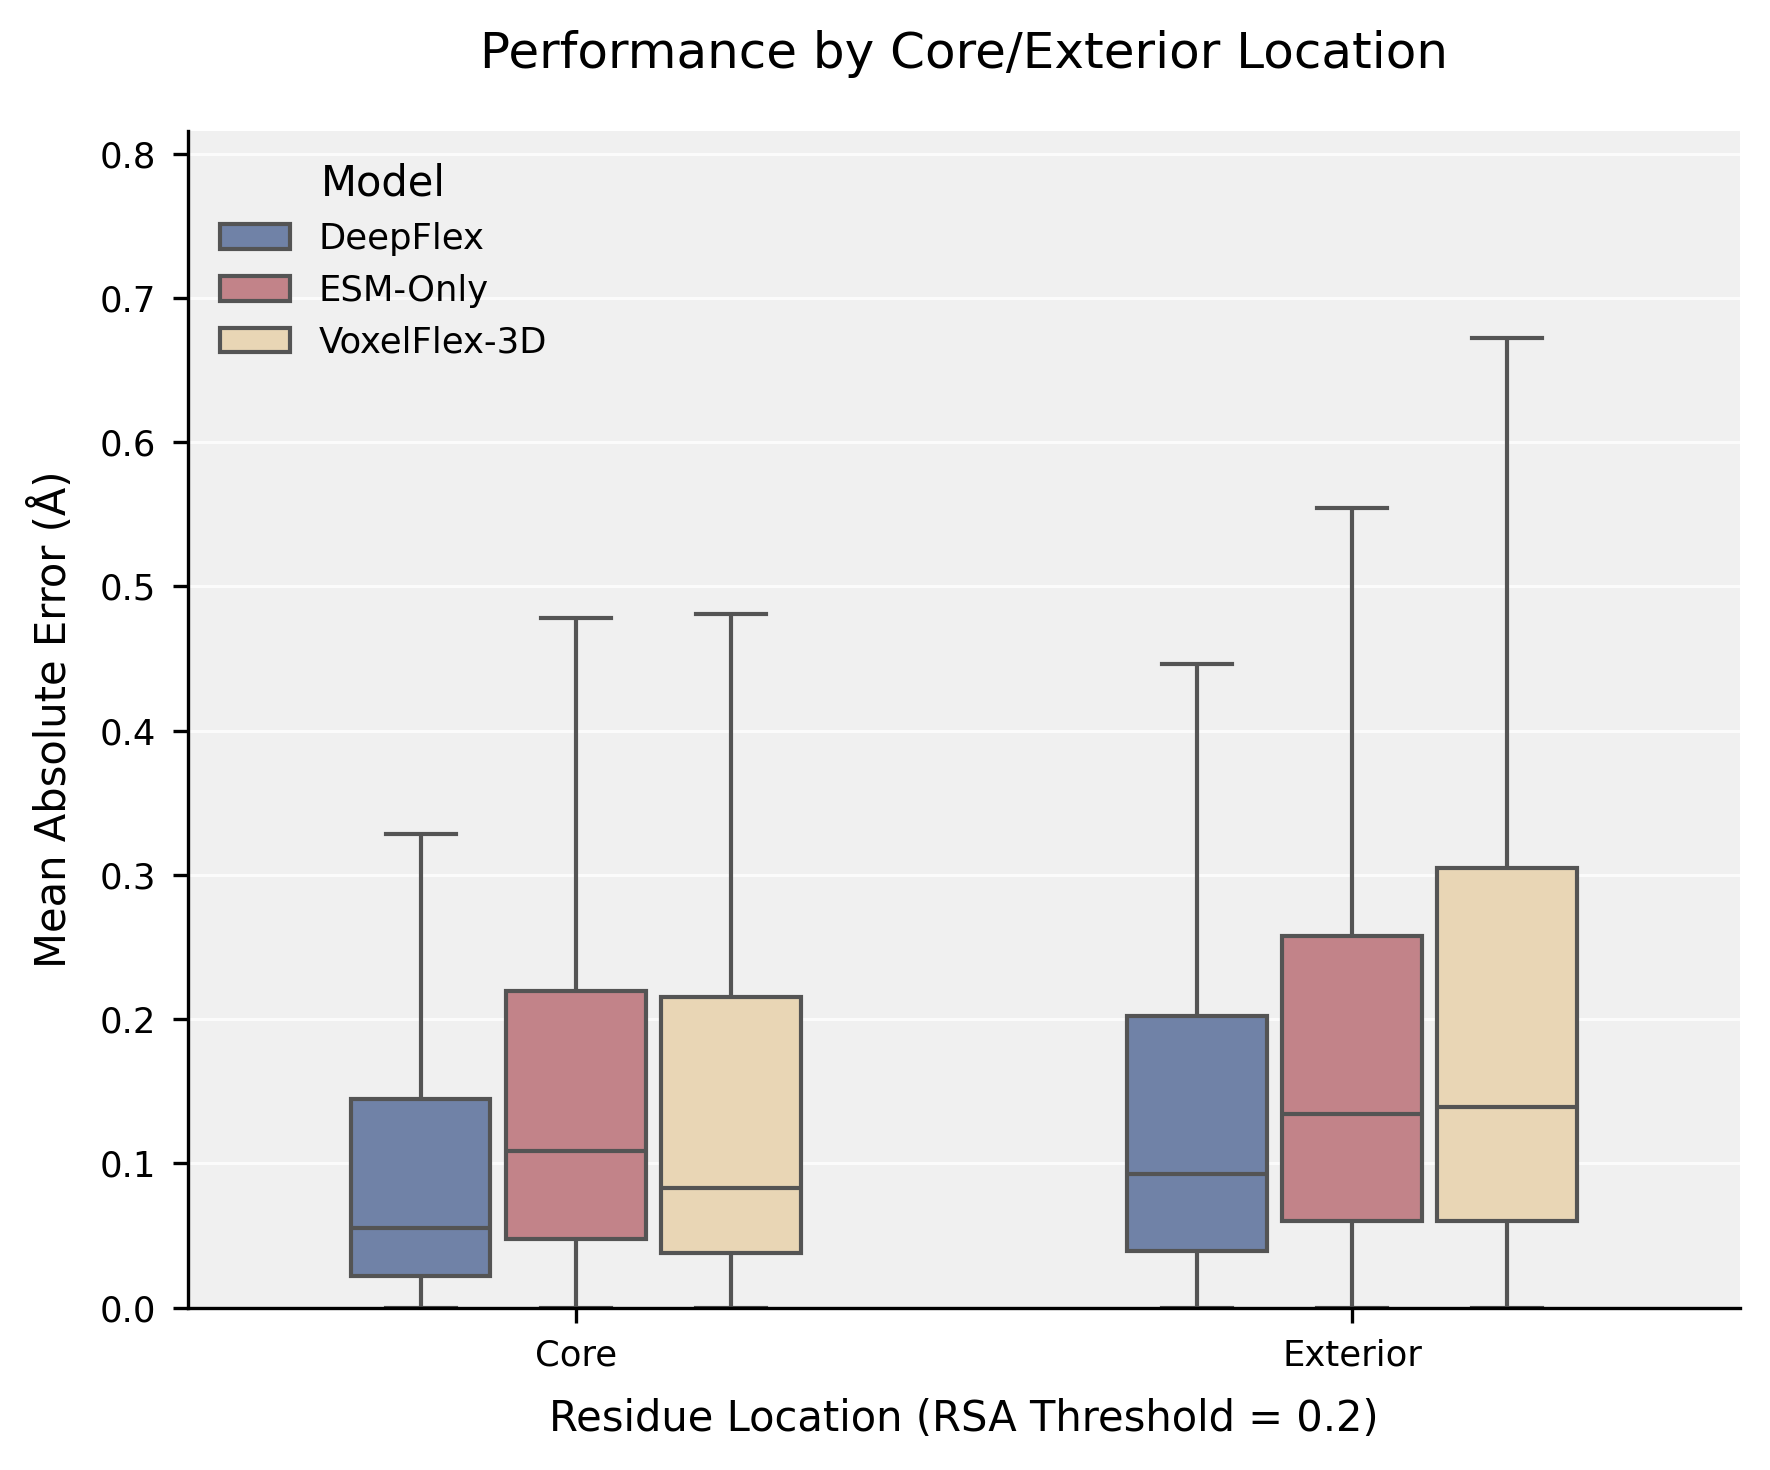 Performance by Core/Exterior Location
Mean Absolute Error (Å)
0.8
0.7
0.6
0.5
0.4
0.3
0.2
0.1
0.0
Model
DeepFlex
ESM-Only
VoxelFlex-3D
Core
Exterior
Residue Location (RSA Threshold = 0.2)